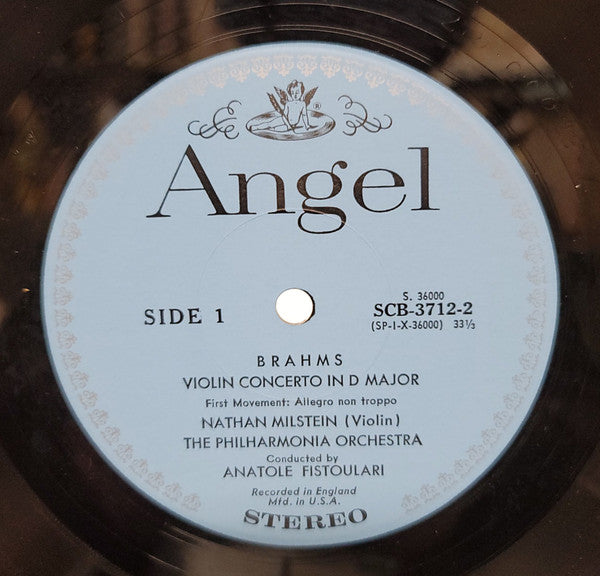 ®
Angel
SIDE 1
S. 36000
SCB-3712-2
(SP-1-X-36000) 33⅓
BRAHMS
VIOLIN CONCERTO IN D MAJOR
First Movement: Allegro non troppo
NATHAN MILSTEIN (Violin)
THE PHILHARMONIA ORCHESTRA
Conducted by
ANATOLE FISTOULARI
Recorded in England
Mfd. in U.S.A.
STEREO